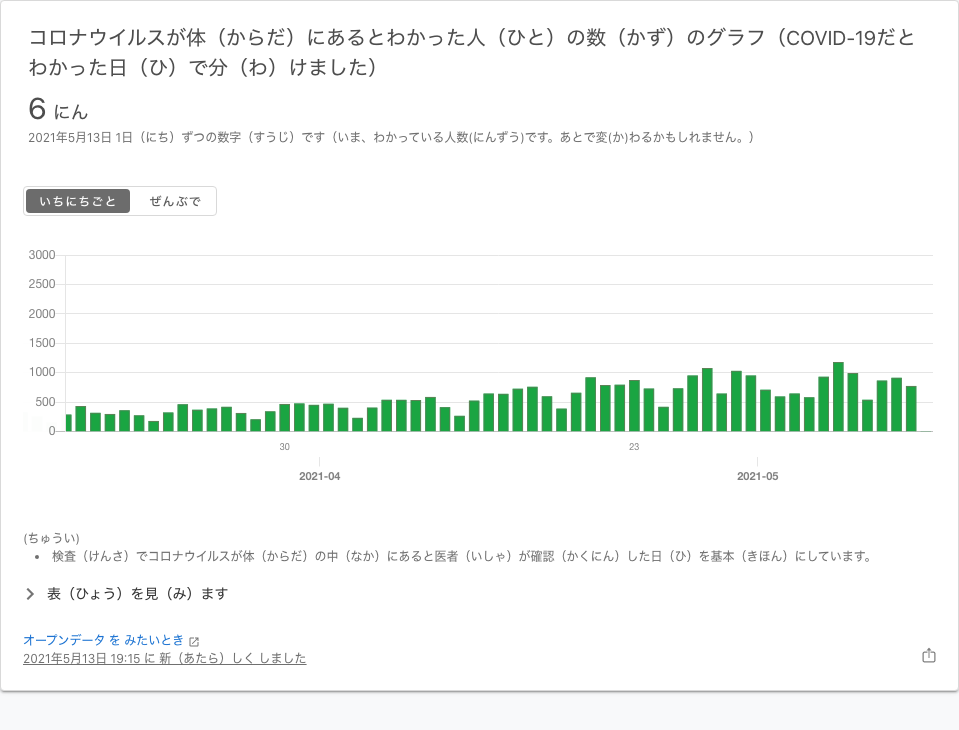 コロナウイルスが体（からだ）にあるとわかった人（ひと）の数（かず）のグラフ（COVID-19だと
わかった日（ひ）で分（わ）けました）
6 にん
2021年5月13日 1日（にち）ずつの数字（すうじ）です（いま、わかっている人数(にんずう)です。あとで変(か)わるかもしれません。）
いちにちごと ぜんぶで
3000
2500
2000
1500
1000
500
0
30 23
2021-04 2021-05
(ちゅうい)
• 検査（けんさ）でコロナウイルスが体（からだ）の中（なか）にあると医者（いしゃ）が確認（かくにん）した日（ひ）を基本（きほん）にしています。
表（ひょう）を見（み）ます
オープンデータ を みたいとき
2021年5月13日 19:15 に 新（あたら）しく しました